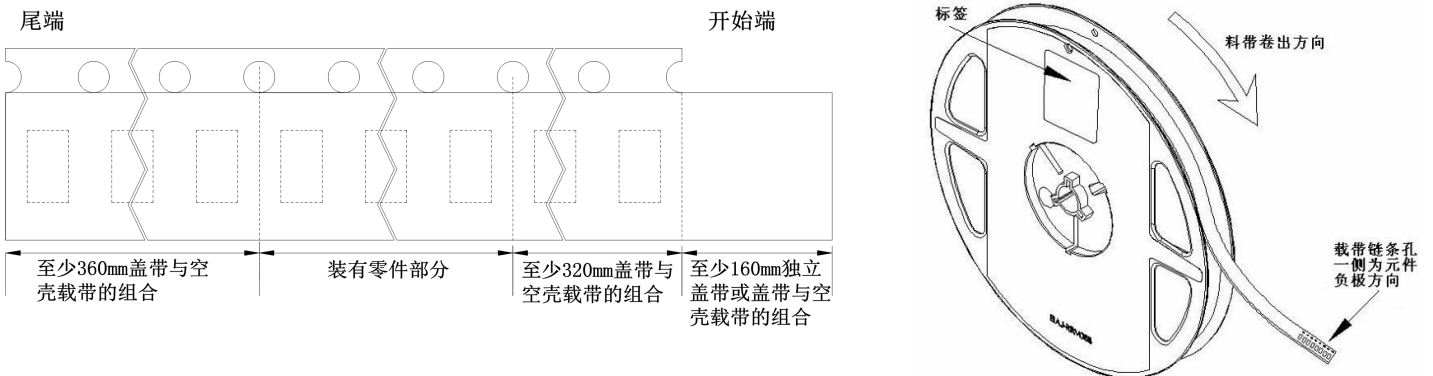 尾端
开始端
至少360mm盖带与空
壳载带的组合
装有零件部分
至少320mm盖带与
空壳载带的组合
至少160mm独立
盖带或盖带与空
壳载带的组合
标签
料带卷出方向
载带链条孔
一侧为元件
负极方向